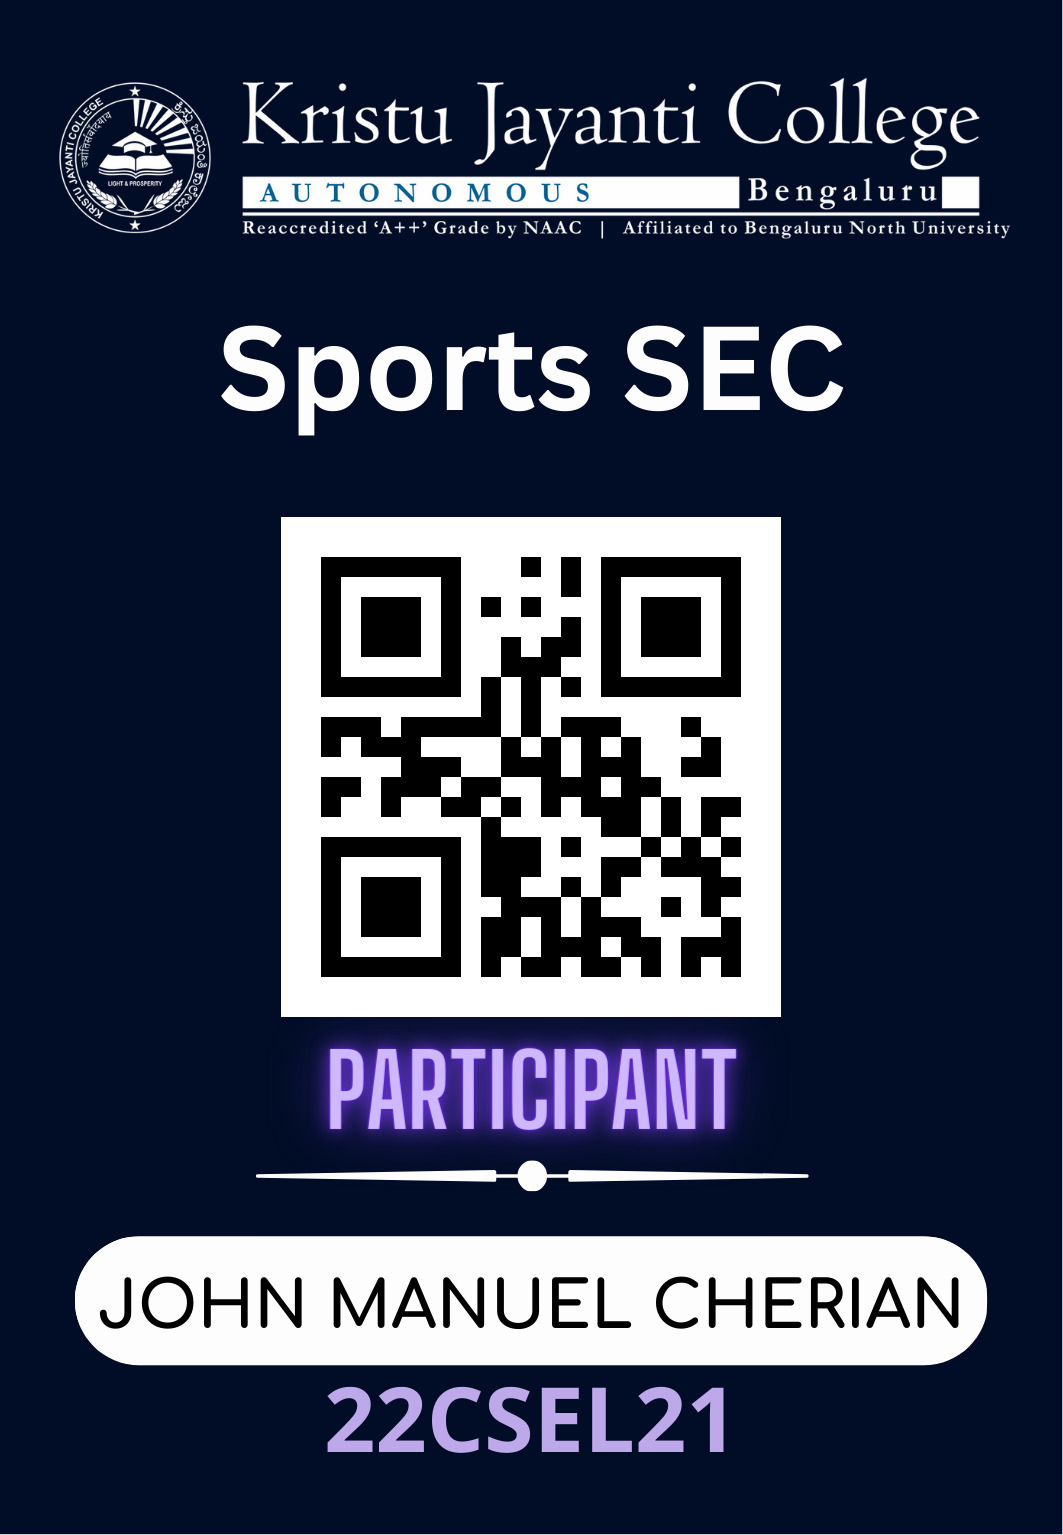 KRISTU JAYANTI COLLEGE
ज्योतिर्संवाद्याय
ಕ್ರಿಸ್ತು ಜಯಂತಿ ಕಾಲೇಜು
LIGHT & PROSPERITY
Kristu Jayanti College
AUTONOMOUS Bengaluru
Reaccredited ‘A++’ Grade by NAAC | Affiliated to Bengaluru North University
Sports SEC
PARTICIPANT
JOHN MANUEL CHERIAN
22CSEL21